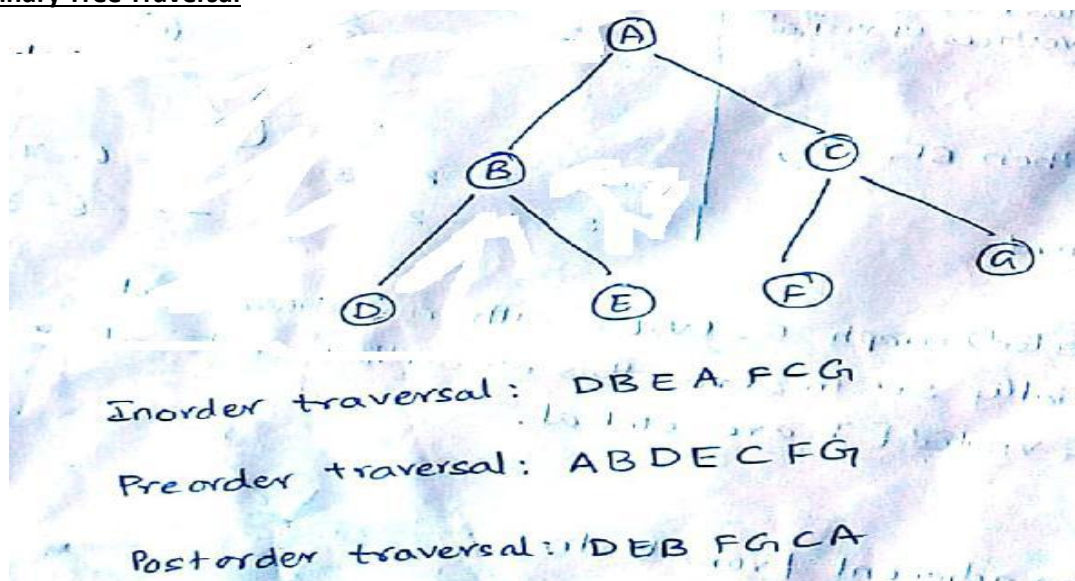 Binary Tree Traversal
A
B
C
D
E
F
G
Inorder traversal: DBEA FCG
Preorder traversal: ABDECFG
Postorder traversal: DEB FGCA